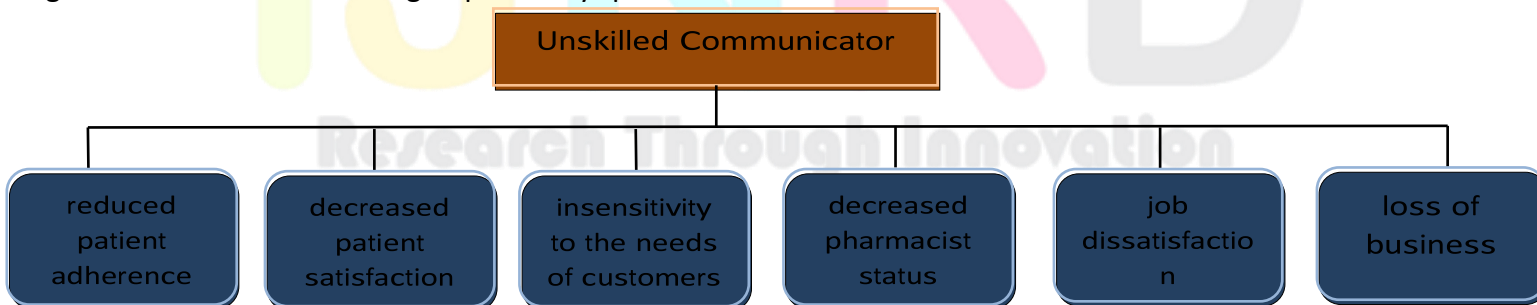 Unskilled Communicator
Research Through Innovation
reduced
patient
adherence
decreased
patient
satisfaction
insensitivity
to the needs
of customers
decreased
pharmacist
status
job
dissatisfactio
n
loss of
business